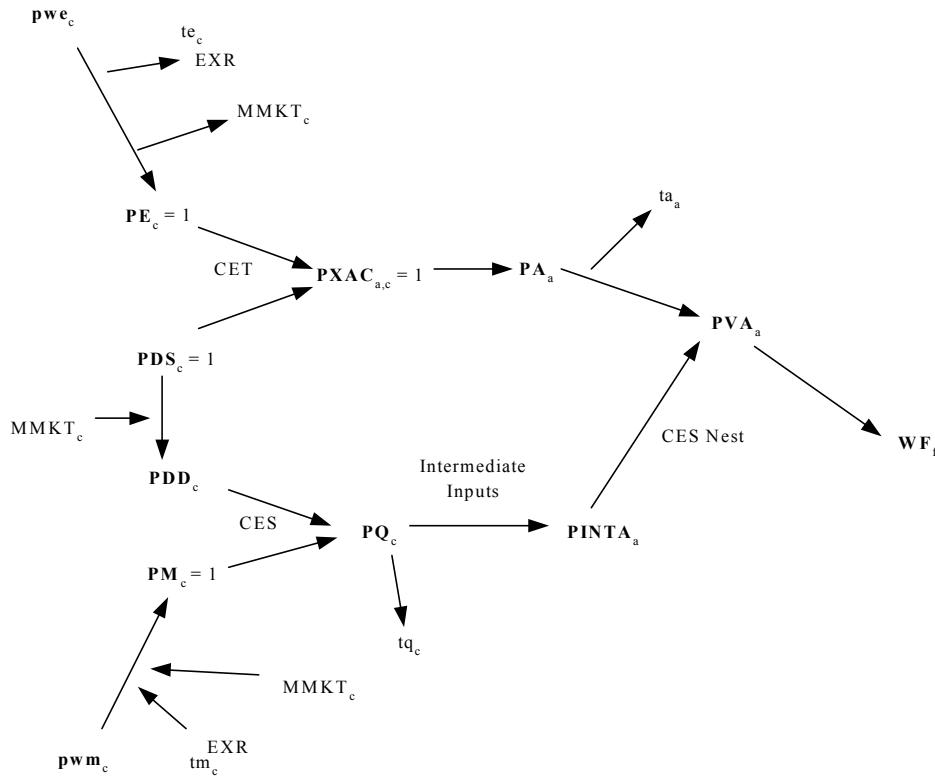 pwe_c
te_c
EXR
MMKT_c
PE_c = 1
ta_a
CET
PXAC_a,c = 1
PA_a
PVA_a
PDS_c = 1
MMKT_c
CES Nest
WF_f
Intermediate
Inputs
PDD_c
CES
PQ_c
PINTA_a
PM_c = 1
tq_c
MMKT_c
EXR
tm_c
pwm_c